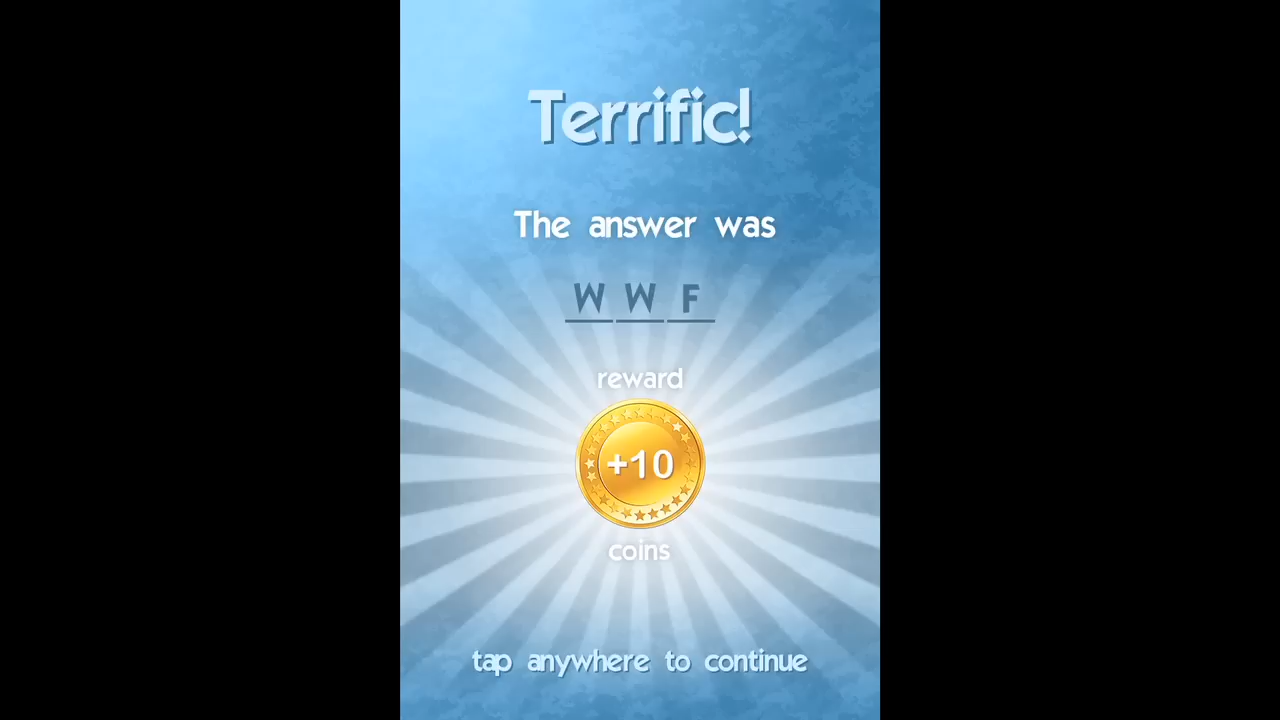 Terrific!
The answer was
W W F
reward
+10
coins
tap anywhere to continue